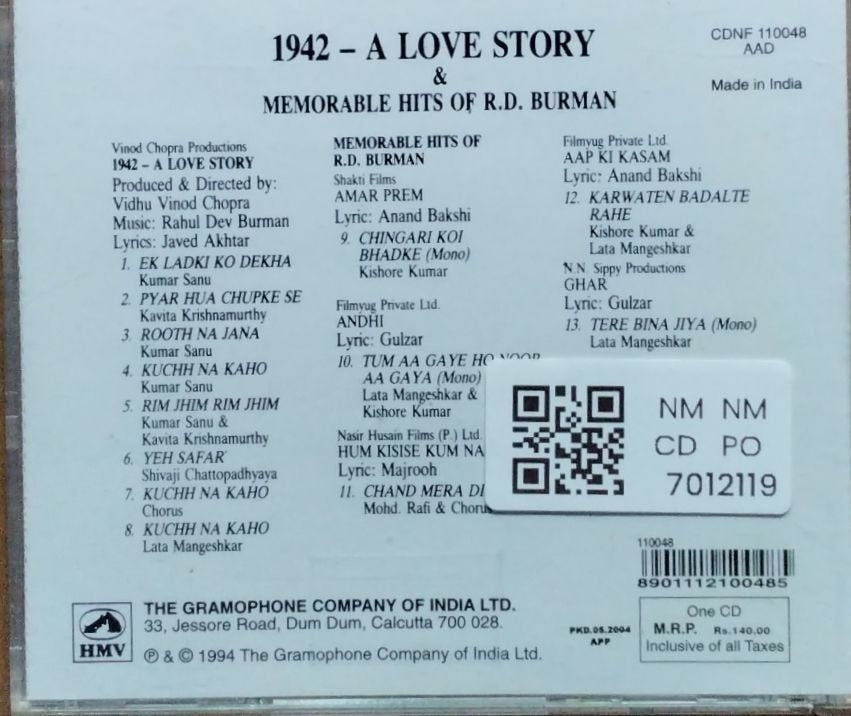 1942 – A LOVE STORY
&
MEMORABLE HITS OF R.D. BURMAN
CDNF 110048
AAD
Made in India
Vinod Chopra Productions
1942 – A LOVE STORY
Produced & Directed by:
Vidhu Vinod Chopra
Music: Rahul Dev Burman
Lyrics: Javed Akhtar
1. EK LADKI KO DEKHA
Kumar Sanu
2. PYAR HUA CHUPKE SE
Kavita Krishnamurthy
3. ROOTH NA JANA
Kumar Sanu
4. KUCHH NA KAHO
Kumar Sanu
5. RIM JHIM RIM JHIM
Kumar Sanu &
Kavita Krishnamurthy
6. YEH SAFAR
Shivaji Chattopadhyaya
7. KUCHH NA KAHO
Chorus
8. KUCHH NA KAHO
Lata Mangeshkar
MEMORABLE HITS OF
R.D. BURMAN
Shakti Films
AMAR PREM
Lyric: Anand Bakshi
9. CHINGARI KOI
BHADKE (Mono)
Kishore Kumar
Filmyug Private Ltd.
ANDHI
Lyric: Gulzar
10. TUM AA GAYE HO NOOR
AA GAYA (Mono)
Lata Mangeshkar &
Kishore Kumar
Nasir Husain Films (P.) Ltd.
HUM KISISE KUM NA
Lyric: Majrooh
11. CHAND MERA DI
Mohd. Rafi & Chorus
Filmyug Private Ltd.
AAP KI KASAM
Lyric: Anand Bakshi
12. KARWATEN BADALTE
RAHE
Kishore Kumar &
Lata Mangeshkar
N.N. Sippy Productions
GHAR
Lyric: Gulzar
13. TERE BINA JIYA (Mono)
Lata Mangeshkar
NM NM
CD PO
7012119
110048
8901112100485
HMV
THE GRAMOPHONE COMPANY OF INDIA LTD.
33, Jessore Road, Dum Dum, Calcutta 700 028.
℗ & © 1994 The Gramophone Company of India Ltd.
PKD.05.2004
APP
One CD
M.R.P. Rs.140.00
Inclusive of all Taxes